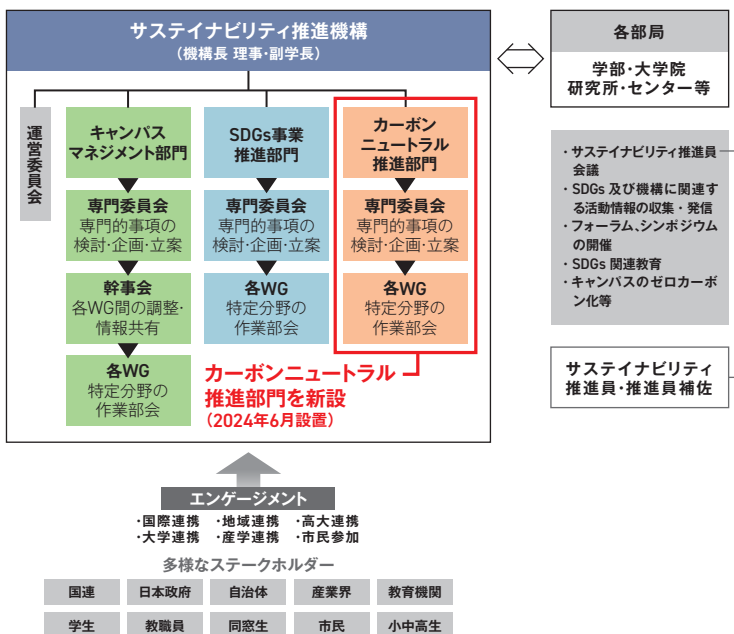 サステイナビリティ推進機構
（機構長 理事・副学長）
運営委員会
キャンパス
マネジメント部門
専門委員会
専門的事項の
検討・企画・立案
幹事会
各WG間の調整・
情報共有
各WG
特定分野の
作業部会
SDGs事業
推進部門
専門委員会
専門的事項の
検討・企画・立案
各WG
特定分野の
作業部会
カーボン
ニュートラル
推進部門
専門委員会
専門的事項の
検討・企画・立案
各WG
特定分野の
作業部会
カーボンニュートラル
推進部門を新設
（2024年6月設置）
各部局
学部・大学院
研究所・センター等
・サステイナビリティ推進員
会議
・SDGs 及び機構に関連す
る活動情報の収集・発信
・フォーラム、シンポジウム
の開催
・SDGs 関連教育
・キャンパスのゼロカーボ
ン化等
サステイナビリティ
推進員・推進員補佐
エンゲージメント
・国際連携 ・地域連携 ・高大連携
・大学連携 ・産学連携 ・市民参加
多様なステークホルダー
国連 日本政府 自治体 産業界 教育機関
学生 教職員 同窓生 市民 小中高生